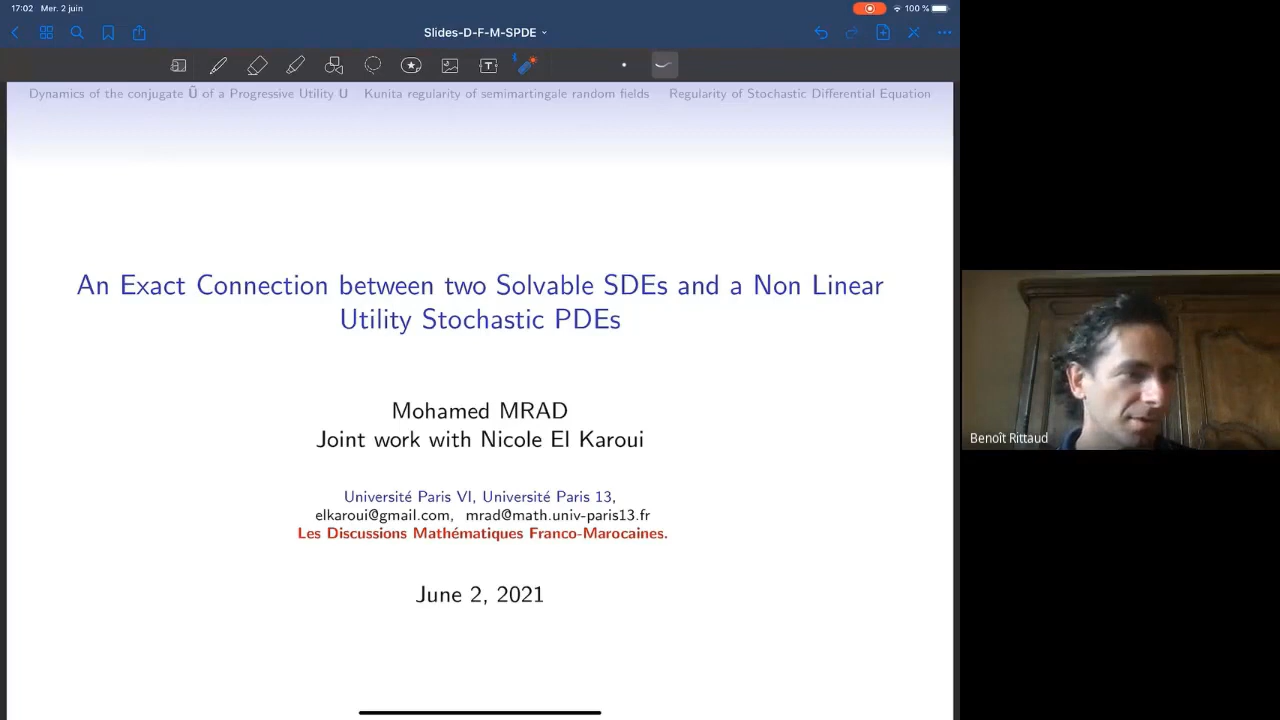 17:02 Mer. 2 juin
100 %
Slides-D-F-M-SPDE
Dynamics of the conjugate Ũ of a Progressive Utility U Kunita regularity of semimartingale random fields Regularity of Stochastic Differential Equation
An Exact Connection between two Solvable SDEs and a Non Linear
Utility Stochastic PDEs
Mohamed MRAD
Joint work with Nicole El Karoui
Université Paris VI, Université Paris 13,
elkaroui@gmail.com, mrad@math.univ-paris13.fr
Les Discussions Mathématiques Franco-Marocaines.
June 2, 2021
Benoît Rittaud